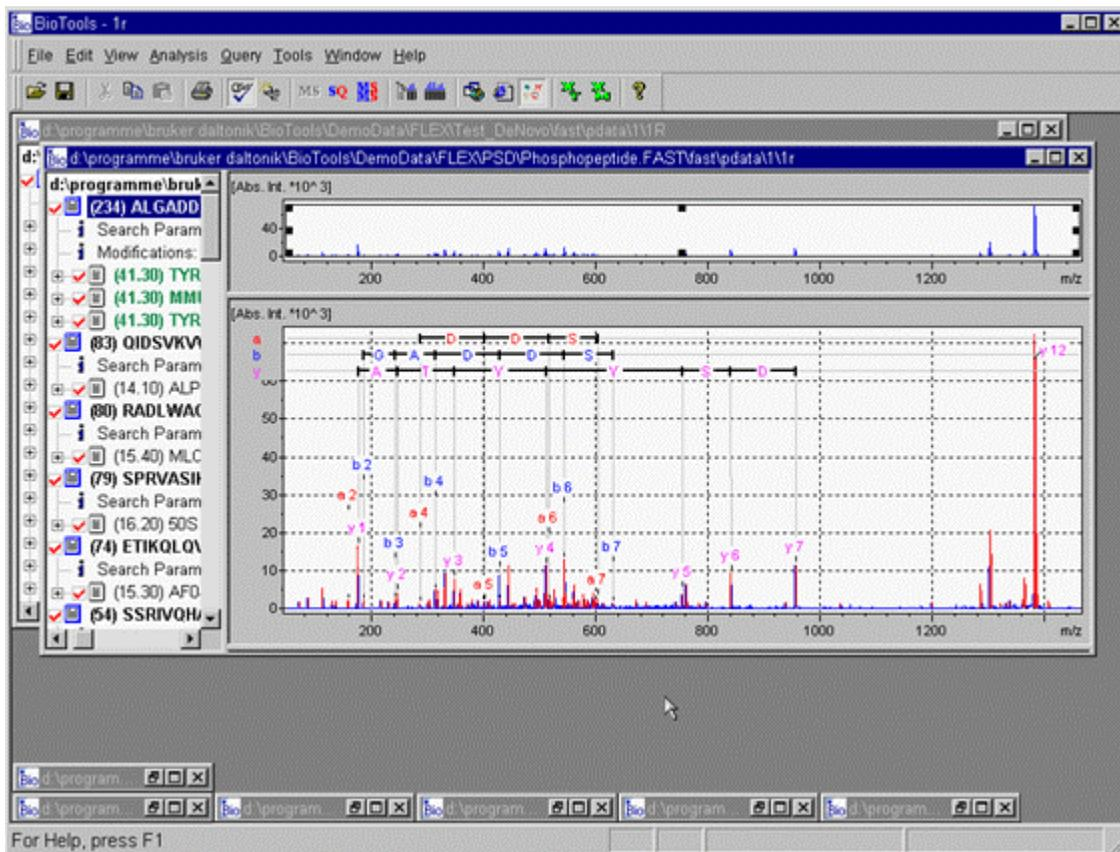 BioTools - 1r
File Edit View Analysis Query Tools Window Help
MS SQ
d:\programme\bruker daltonik\BioTools\DemoData\FLEX\Test_DeNovo\fast\pdata\1\1R
d:\programme\bruker daltonik\BioTools\DemoData\FLEX\PSD\Phosphopeptide.FAST\fast\pdata\1\1r
d:\programme\bruk
(234) ALGADD
Search Param
Modifications:
(41.30) TYR
(41.30) MMU
(41.30) TYR
(83) QIDSVKVV
Search Param
(14.10) ALP
(80) RADLWAC
Search Param
(15.40) MLC
(79) SPRVASIK
Search Param
(16.20) 50S
(74) ETIKQLQV
Search Param
(15.30) AF0
(54) SSRIVQHA
[Abs. Int. *10^3]
40
0
200 400 600 800 1000 1200 m/z
[Abs. Int. *10^3]
a D D S
b G A D D S
y A T Y Y S D
y 12
60
50
40
30
20
10
0
b 2
a 2
b 4
b 6
a 4
a 6
y 1
b 3
y 3
b 5
y 4
b 7
y 2
a 5
a 7
y 5
y 6
y 7
200 400 600 800 1000 1200 m/z
d:\program...
d:\program... d:\program... d:\program... d:\program... d:\program...
For Help, press F1